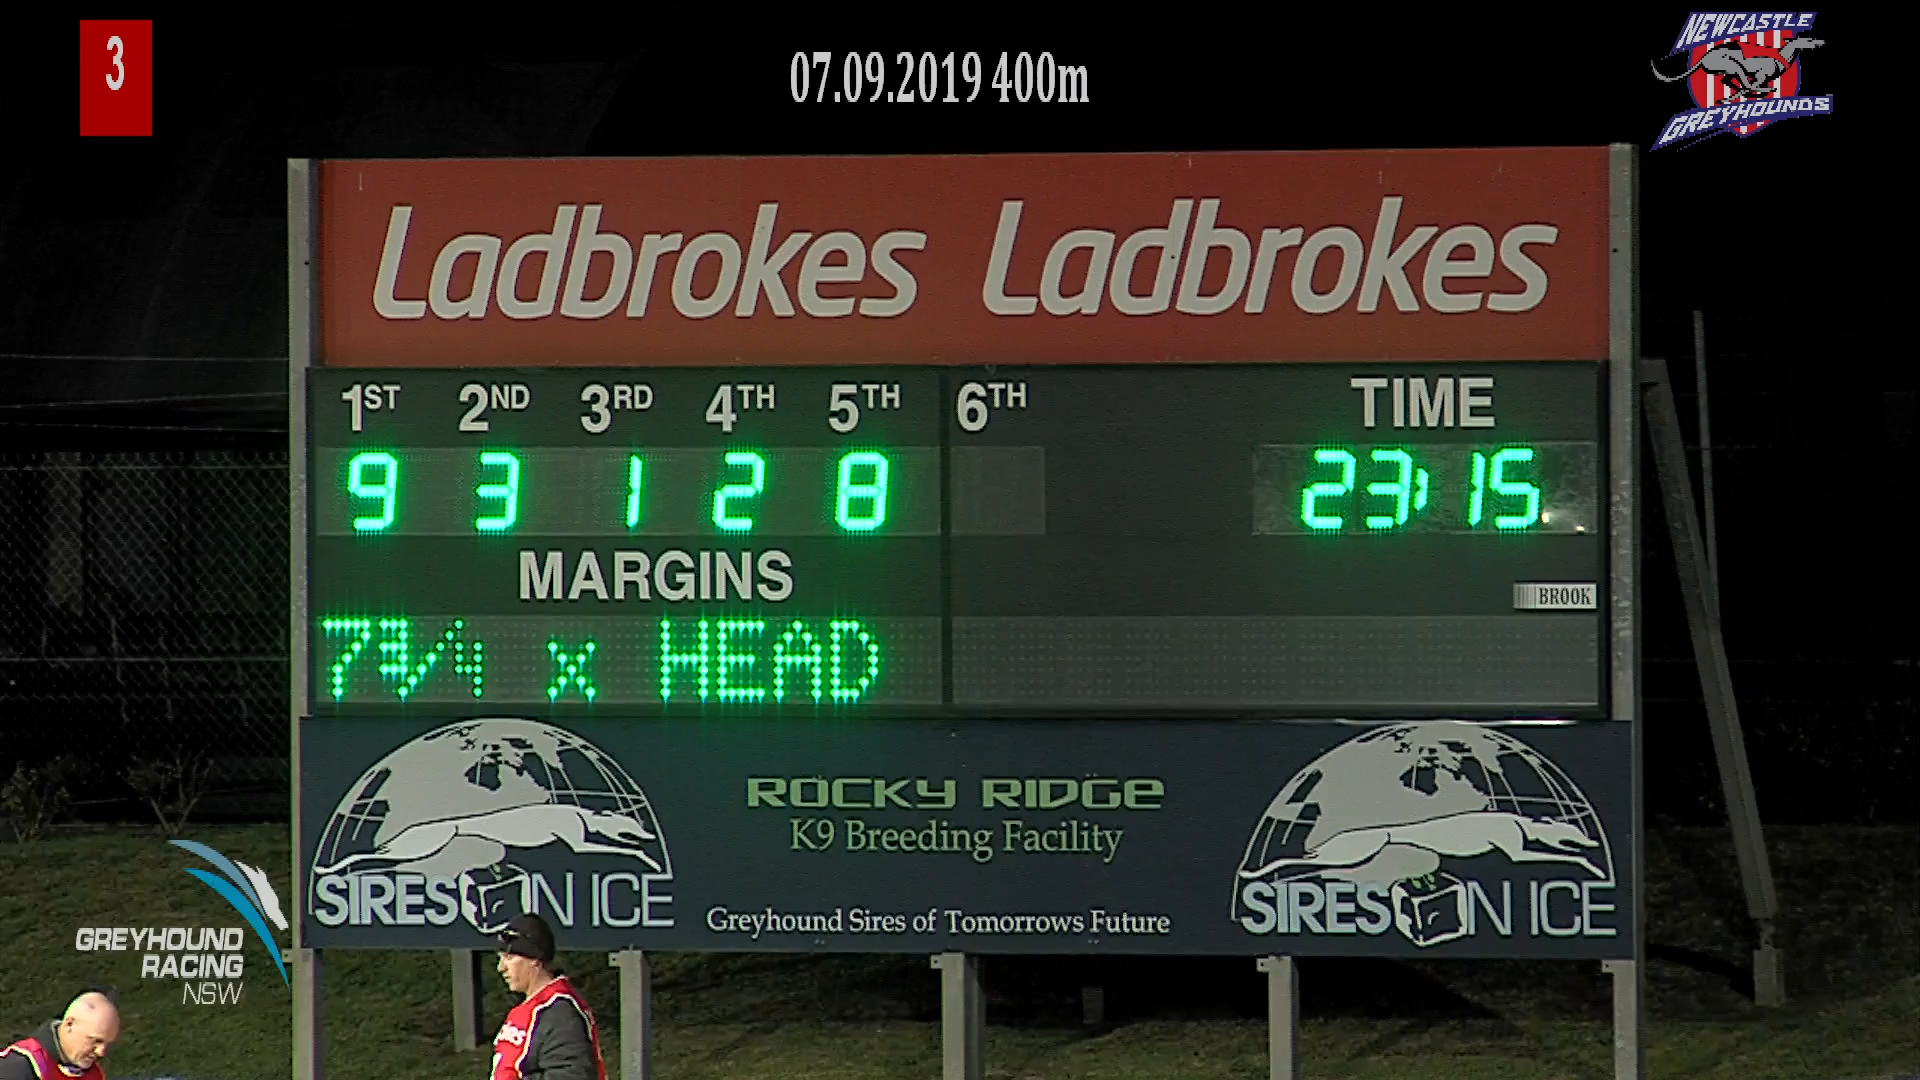 3
07.09.2019 400m
NEWCASTLE
GREYHOUNDS
Ladbrokes Ladbrokes
1ST 2ND 3RD 4TH 5TH 6TH TIME
9 3 1 2 8 23:15
MARGINS
BROOK
7 3/4 x HEAD
ROCKY RIDGE
K9 Breeding Facility
SIRES ON ICE
Greyhound Sires of Tomorrows Future
SIRES ON ICE
GREYHOUND
RACING
NSW